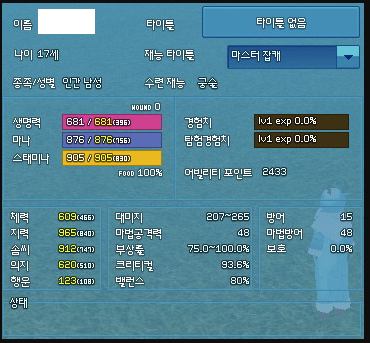 이름 타이틀 타이틀 없음
나이 17세 재능 타이틀 마스터 잡캐
종족/성별 인간 남성 수련 재능 궁술
WOUND 0
생명력 681 / 681(396) 경험치 lv1 exp 0.0%
마나 876 / 876(756) 탐험경험치 lv1 exp 0.0%
스태미나 905 / 905(830)
FOOD 100% 어빌리티 포인트 2433
체력 609(466) 대미지 207~265 방어 15
지력 965(840) 마법공격력 48 마법방어 48
솜씨 912(747) 부상률 75.0~100.0% 보호 0.0%
의지 620(510) 크리티컬 93.6%
행운 123(108) 밸런스 80%
상태